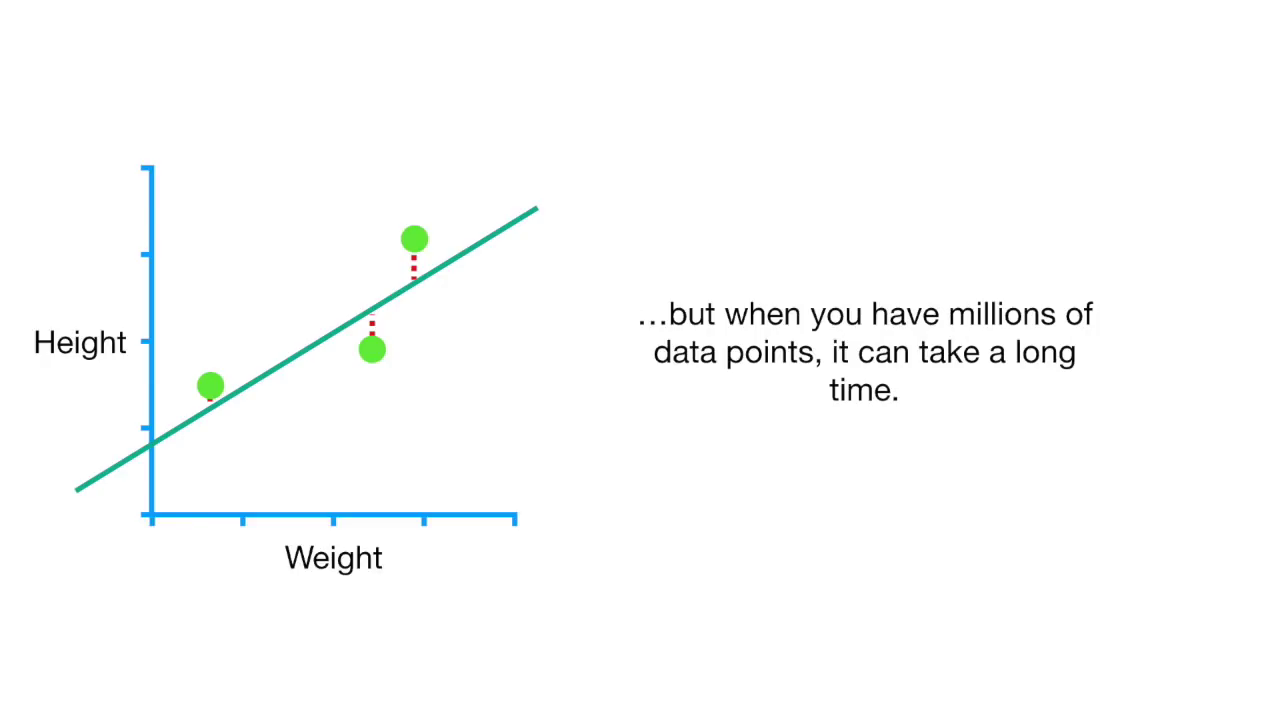 Height
Weight
…but when you have millions of
data points, it can take a long
time.